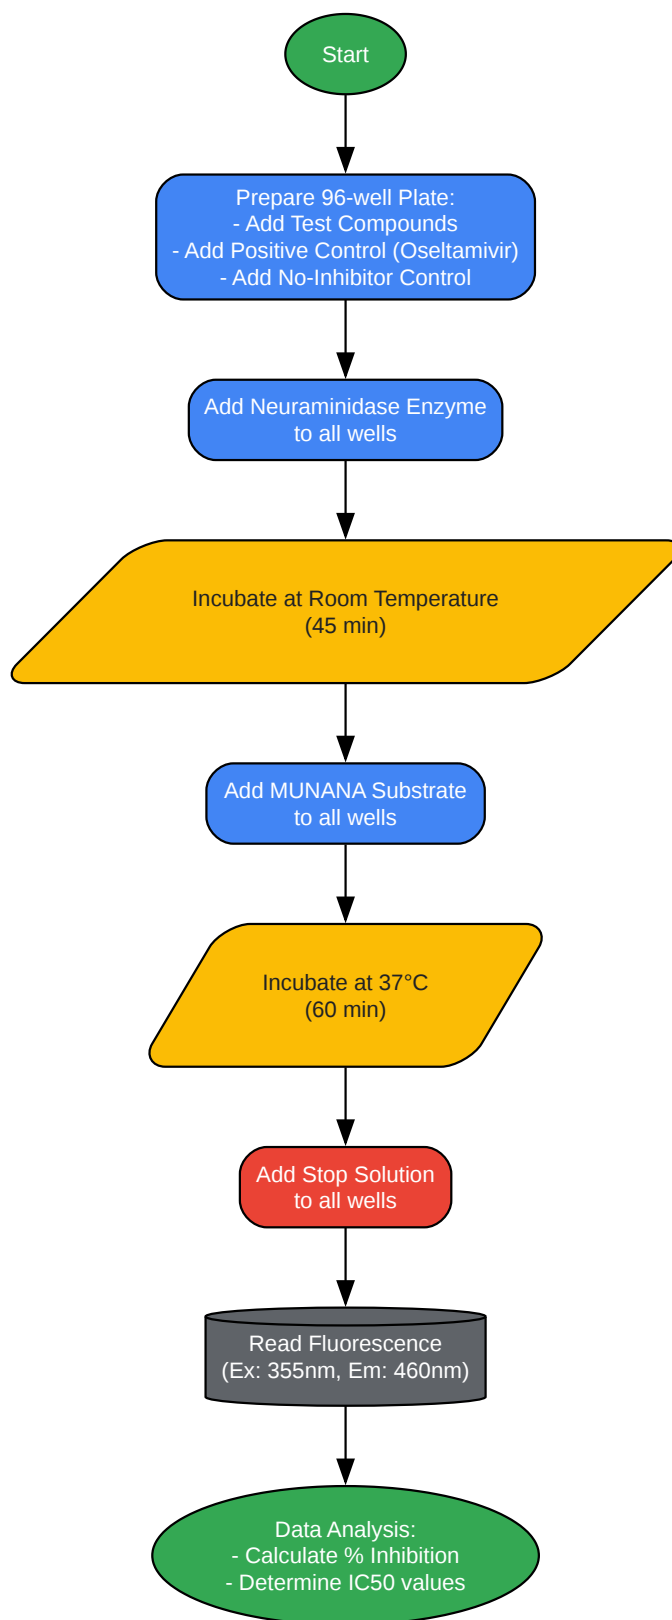 Start
Prepare 96-well Plate:
- Add Test Compounds
- Add Positive Control (Oseltamivir)
- Add No-Inhibitor Control
Add Neuraminidase Enzyme
to all wells
Incubate at Room Temperature
(45 min)
Add MUNANA Substrate
to all wells
Incubate at 37°C
(60 min)
Add Stop Solution
to all wells
Read Fluorescence
(Ex: 355nm, Em: 460nm)
Data Analysis:
- Calculate % Inhibition
- Determine IC50 values